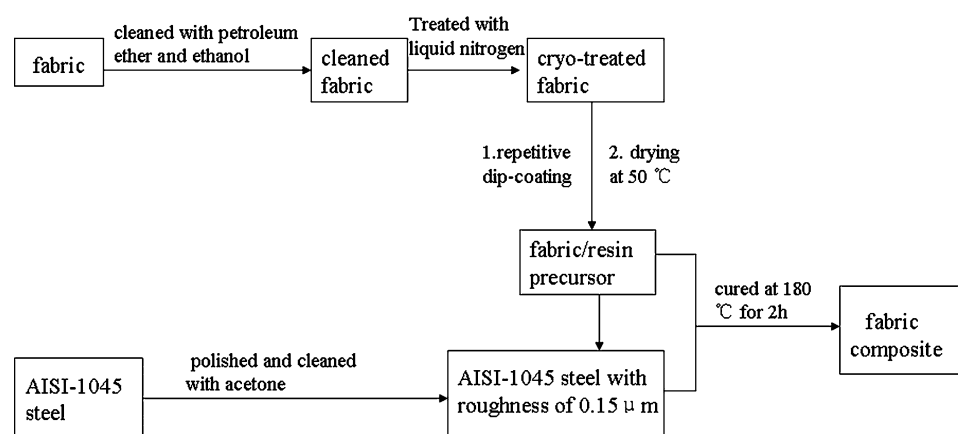 fabric
cleaned with petroleum
ether and ethanol
cleaned
fabric
Treated with
liquid nitrogen
cryo-treated
fabric
1.repetitive
dip-coating
2. drying
at 50 ℃
fabric/resin
precursor
cured at 180
℃ for 2h
fabric
composite
AISI-1045
steel
polished and cleaned
with acetone
AISI-1045 steel with
roughness of 0.15 μ m